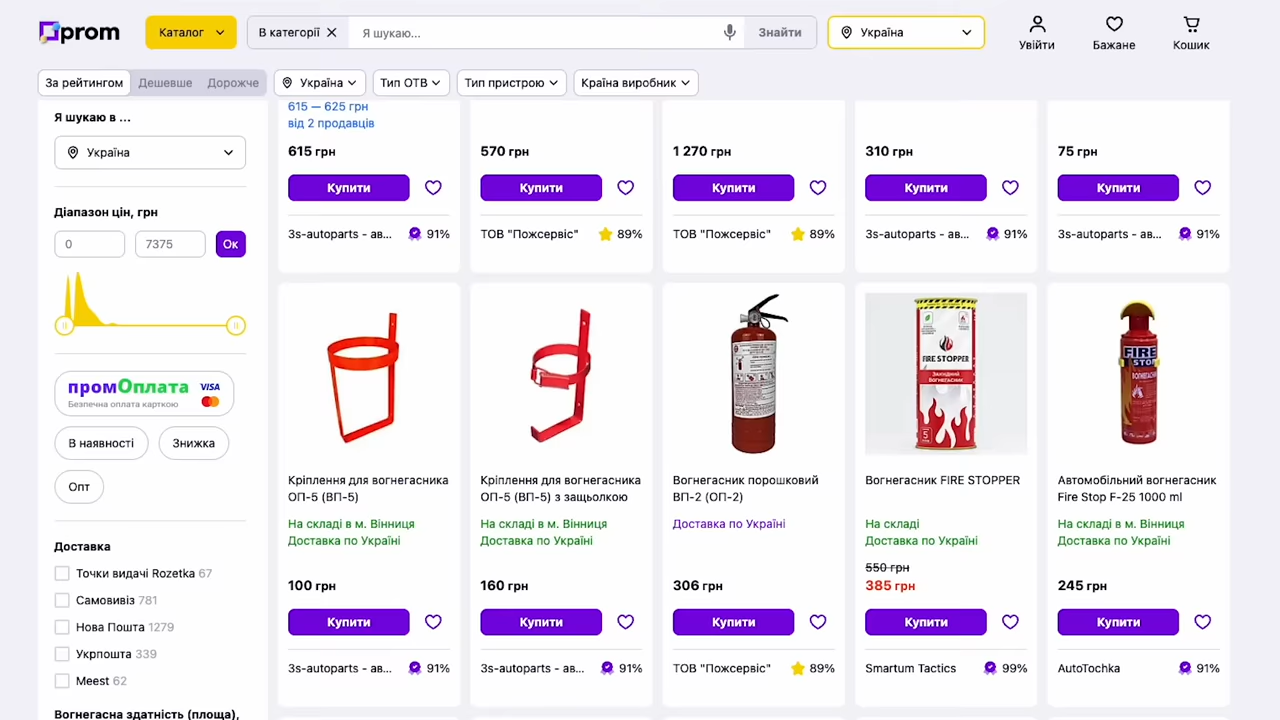 prom
Каталог
В категорії
Я шукаю...
Знайти
Україна
Увійти
Бажане
Кошик
За рейтингом
Дешевше
Дорожче
Україна
Тип ОТВ
Тип пристрою
Країна виробник
Я шукаю в ...
Україна
Діапазон цін, грн
0
7375
Ок
промОплата
VISA
Безпечна оплата карткою
В наявності
Знижка
Опт
Доставка
Точки видачі Rozetka 67
Самовивіз 781
Нова Пошта 1279
Укрпошта 339
Meest 62
Вогнегасна здатність (площа),
615 — 625 грн
від 2 продавців
615 грн
Купити
3s-autoparts - ав... 91%
570 грн
Купити
ТОВ "Пожсервіс" 89%
1 270 грн
Купити
ТОВ "Пожсервіс" 89%
310 грн
Купити
3s-autoparts - ав... 91%
75 грн
Купити
3s-autoparts - ав... 91%
Кріплення для вогнегасника
ОП-5 (ВП-5)
На складі в м. Вінниця
Доставка по Україні
100 грн
Купити
3s-autoparts - ав... 91%
Кріплення для вогнегасника
ОП-5 (ВП-5) з защьолкою
На складі в м. Вінниця
Доставка по Україні
160 грн
Купити
3s-autoparts - ав... 91%
Вогнегасник порошковий
ВП-2 (ОП-2)
Доставка по Україні
306 грн
Купити
ТОВ "Пожсервіс" 89%
FIRE STOPPER
Вогнегасник FIRE STOPPER
На складі
Доставка по Україні
550 грн
385 грн
Купити
Smartum Tactics 99%
FIRE
STOP
Автомобільний вогнегасник
Fire Stop F-25 1000 ml
На складі в м. Вінниця
Доставка по Україні
245 грн
Купити
AutoTochka 91%